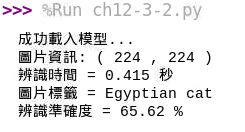 >>> %Run ch12-3-2.py
成功載入模型...
圖片資訊: ( 224 , 224 )
辨識時間 = 0.415 秒
圖片標籤 = Egyptian cat
辨識準確度 = 65.62 %